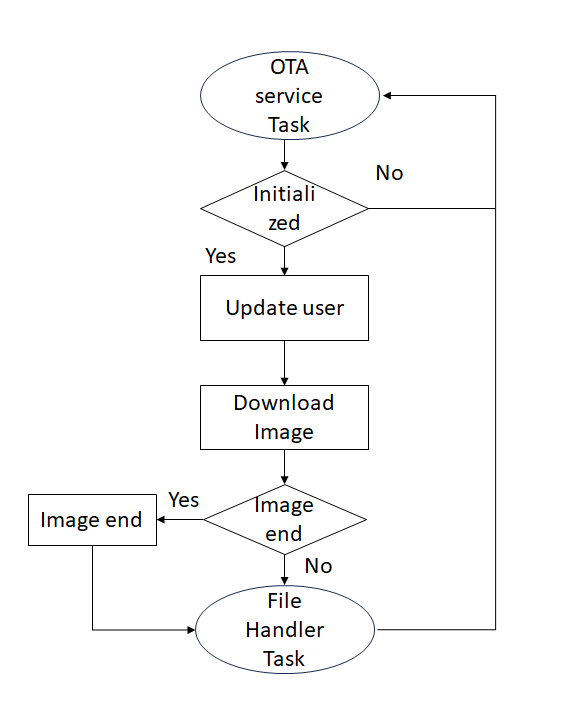 OTA
service
Task
No
Initiali
zed
Yes
Update user
Download
Image
Yes
Image
end
Image end
No
File
Handler
Task